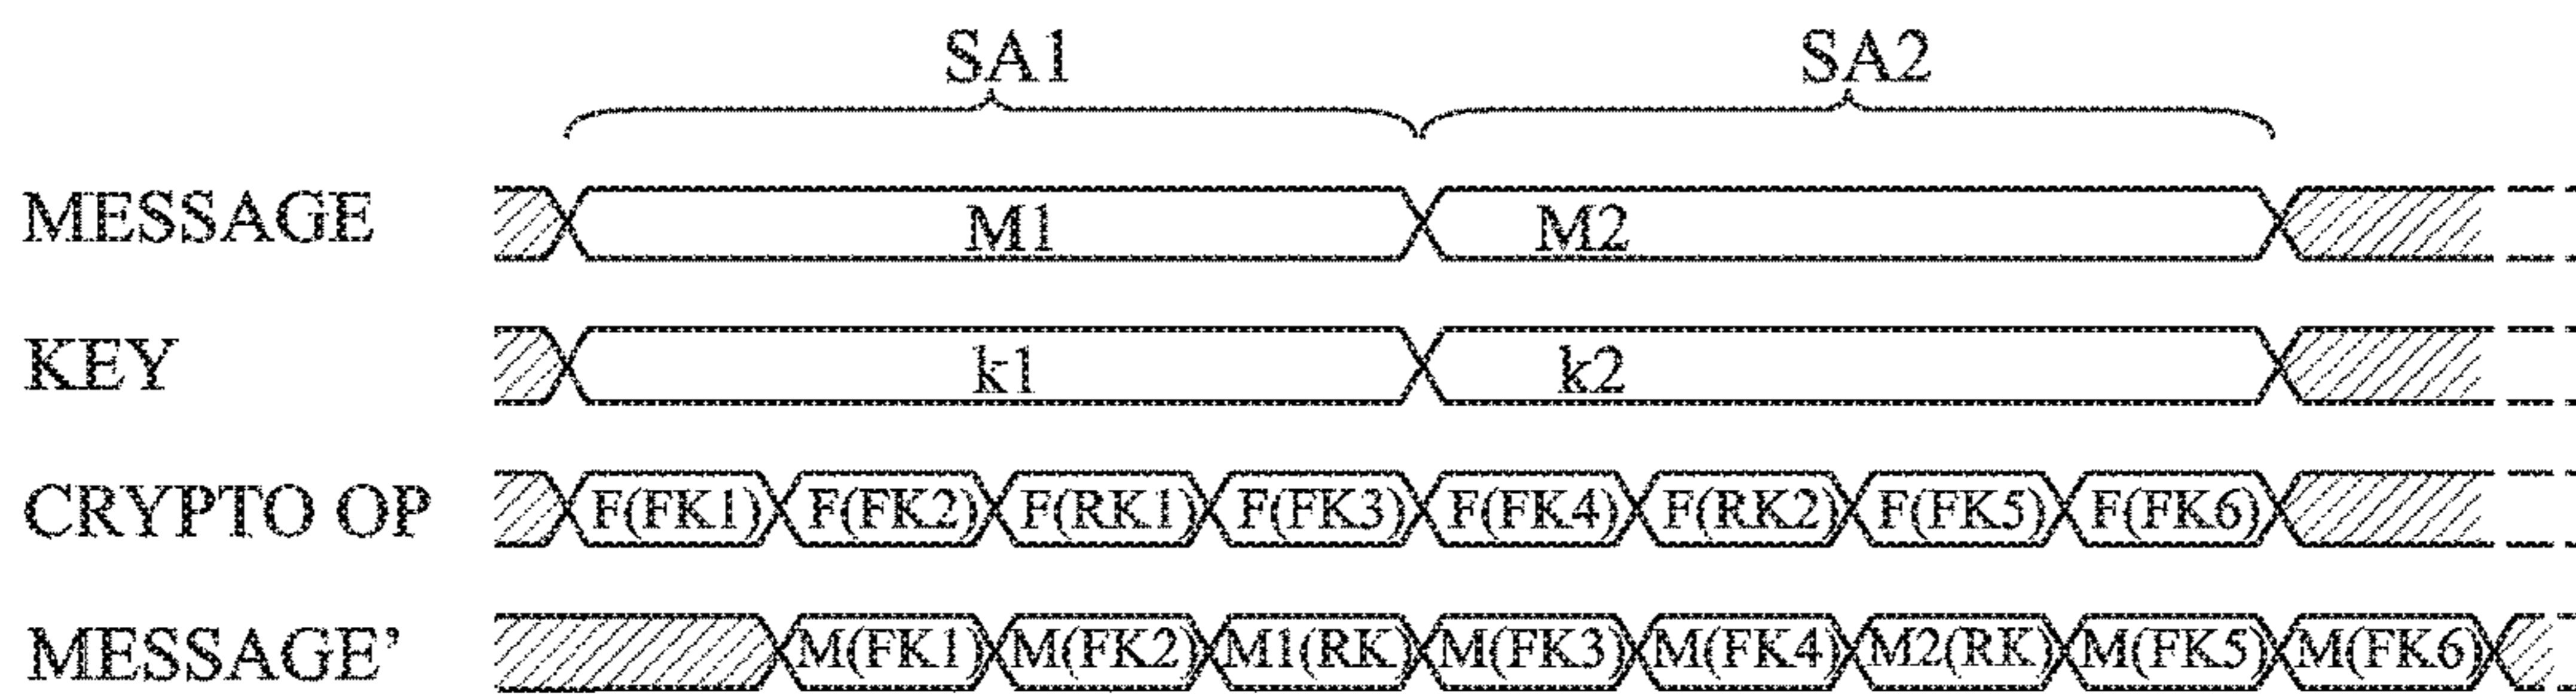 SA1 SA2
MESSAGE M1 M2
KEY k1 k2
CRYPTO OP F(FK1) F(FK2) F(RK1) F(FK3) F(FK4) F(RK2) F(FK5) F(FK6)
MESSAGE’ M(FK1) M(FK2) M1(RK) M(FK3) M(FK4) M2(RK) M(FK5) M(FK6)